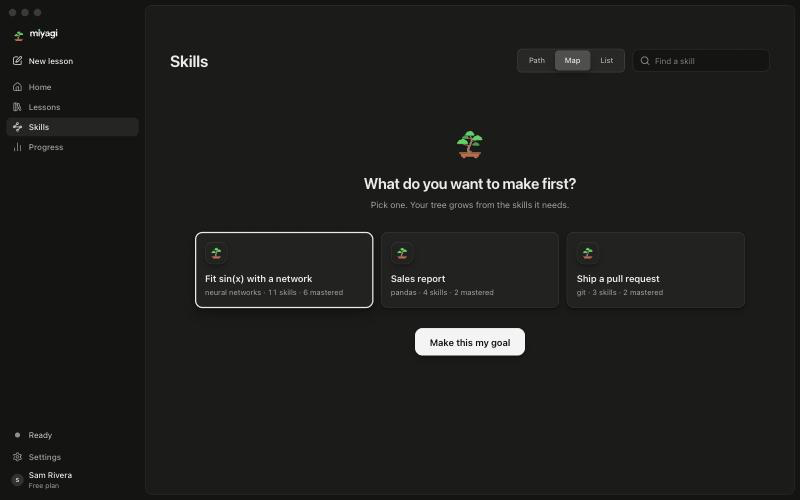 miyagi
New lesson
Home
Lessons
Skills
Progress
Ready
Settings
S
Sam Rivera
Free plan
Skills
Path
Map
List
Find a skill
What do you want to make first?
Pick one. Your tree grows from the skills it needs.
Fit sin(x) with a network
neural networks · 11 skills · 6 mastered
Sales report
pandas · 4 skills · 2 mastered
Ship a pull request
git · 3 skills · 2 mastered
Make this my goal